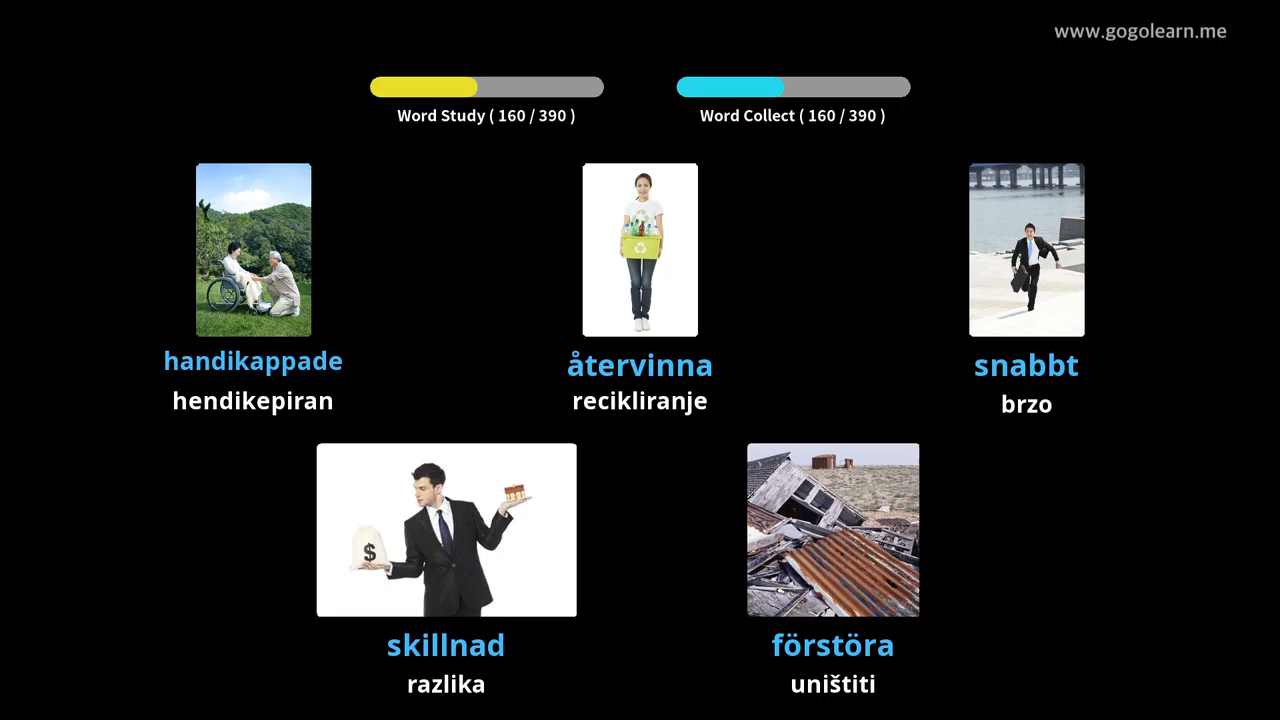 www.gogolearn.me
Word Study ( 160 / 390 )
Word Collect ( 160 / 390 )
handikappade
återvinna
snabbt
hendikepiran
recikliranje
brzo
$
skillnad
förstöra
razlika
uništiti